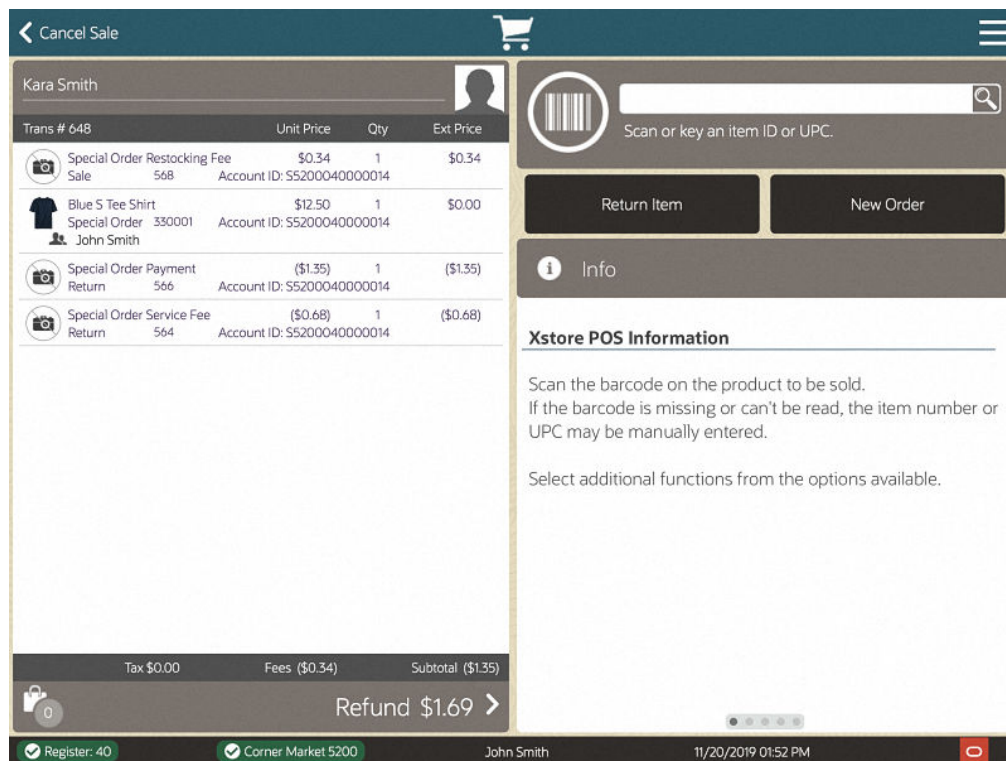 Cancel Sale
Kara Smith
Trans # 648 Unit Price Qty Ext Price
Special Order Restocking Fee $0.34 1 $0.34
Sale 568 Account ID: S5200040000014
Blue S Tee Shirt $12.50 1 $0.00
Special Order 330001 Account ID: S5200040000014
John Smith
Special Order Payment ($1.35) 1 ($1.35)
Return 566 Account ID: S5200040000014
Special Order Service Fee ($0.68) 1 ($0.68)
Return 564 Account ID: S5200040000014
Tax $0.00 Fees ($0.34) Subtotal ($1.35)
0
Refund $1.69
Scan or key an item ID or UPC.
Return Item
New Order
Info
Xstore POS Information
Scan the barcode on the product to be sold.
If the barcode is missing or can't be read, the item number or
UPC may be manually entered.
Select additional functions from the options available.
Register: 40 Corner Market 5200 John Smith 11/20/2019 01:52 PM